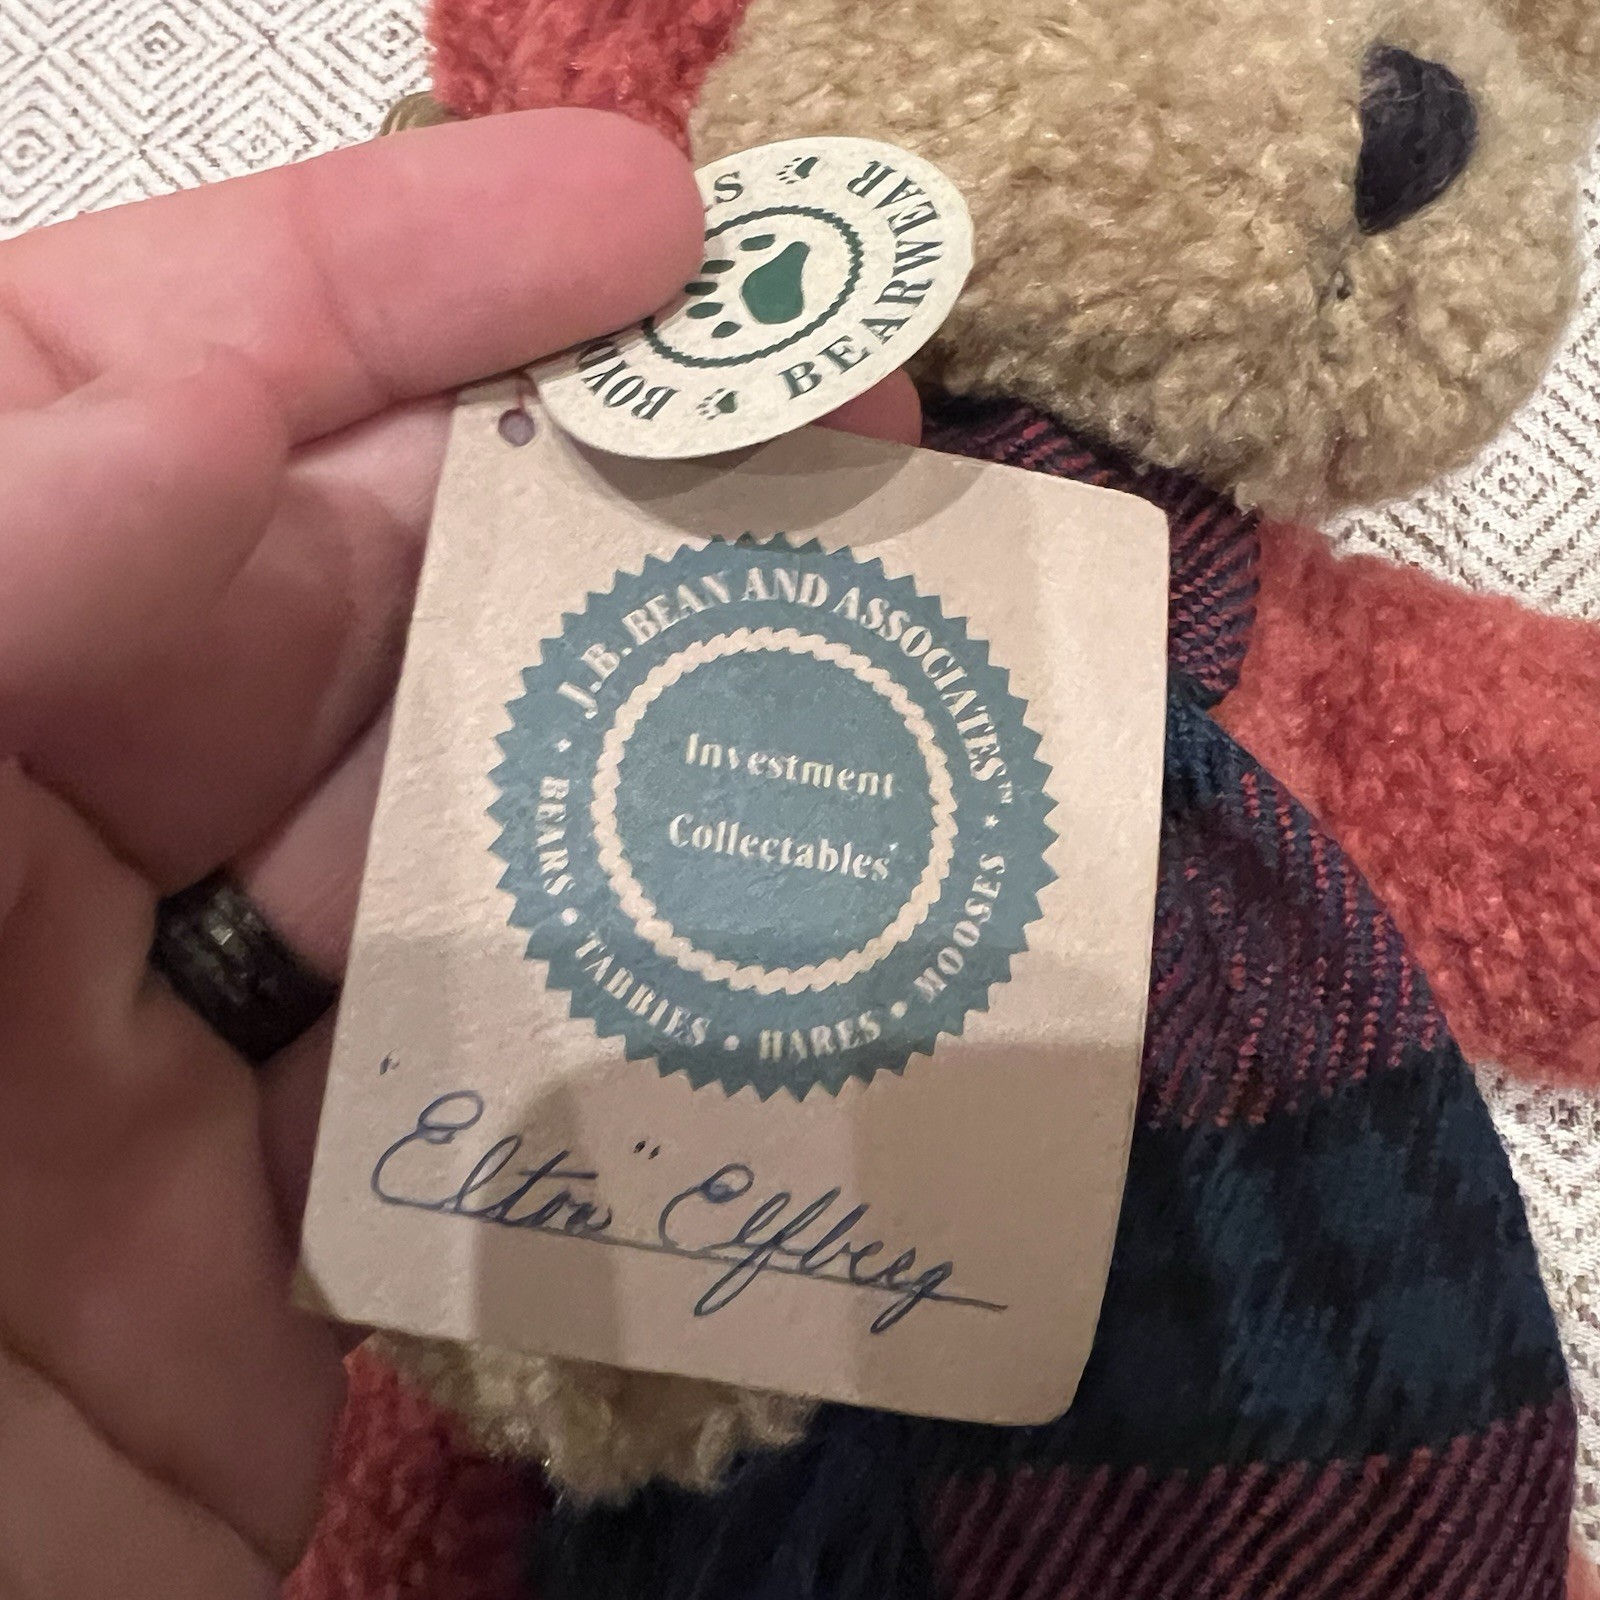 BOYDS
BEARWEAR
J.B. BEAN AND ASSOCIATES™
Investment
Collectables
BEARS • TABBIES • HARES • MOOSES
"Elton" Elfberg